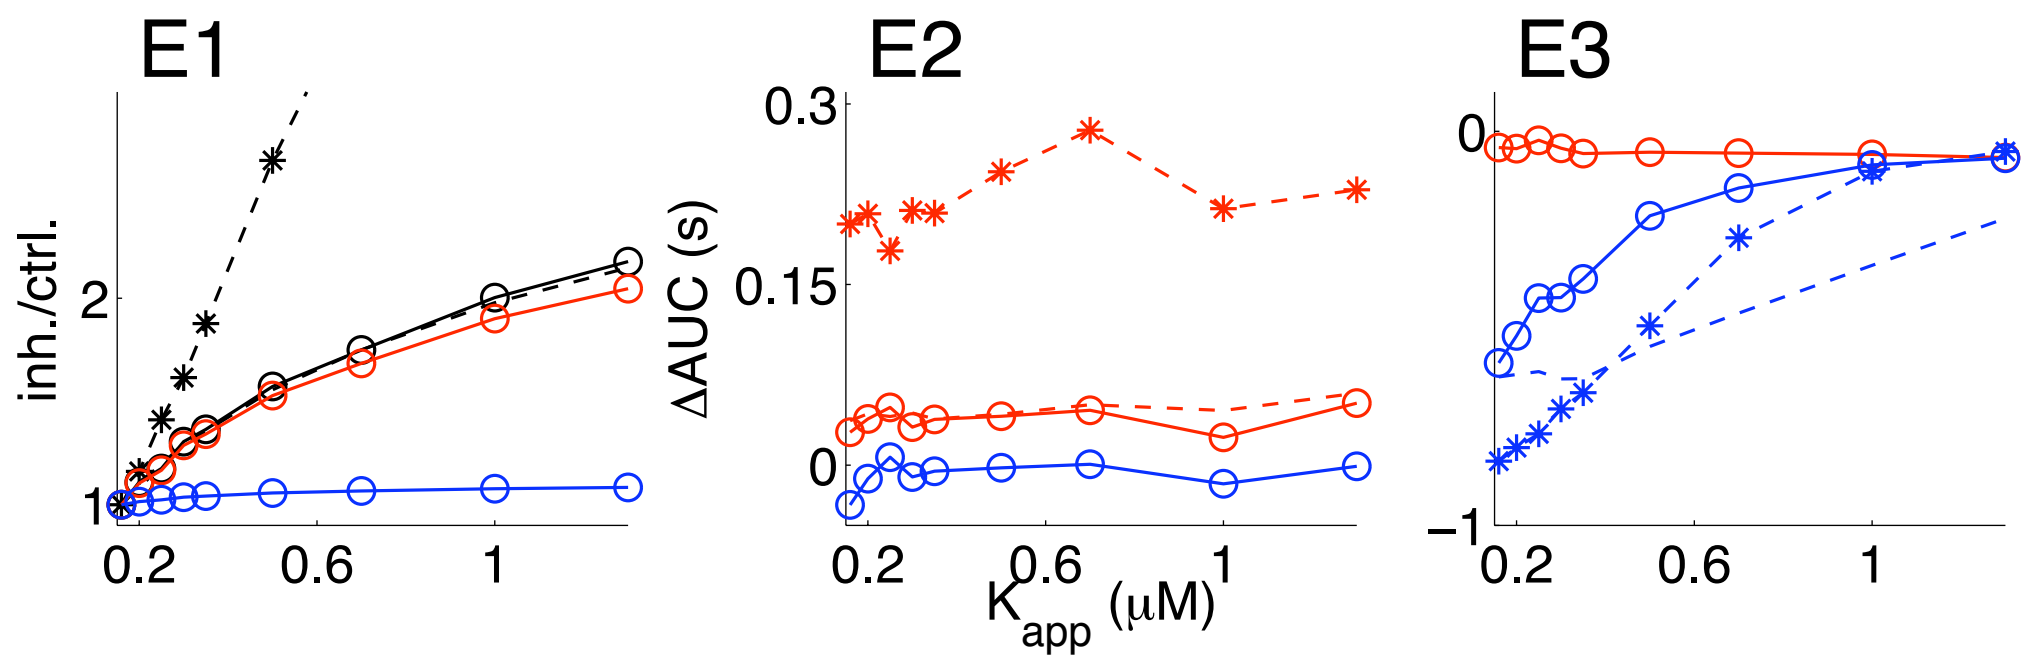 E1 E2 E3
inh./ctrl.
2
1
0.2 0.6 1
ΔAUC (s)
0.3
0.15
0
0.2 0.6 1
K_app (μM)
0
−1
0.2 0.6 1